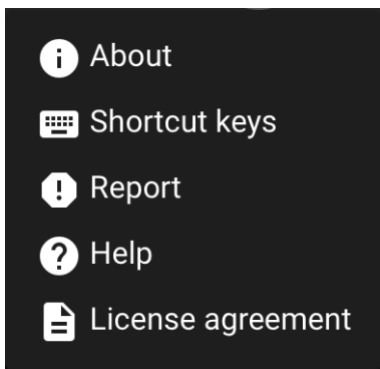 About
Shortcut keys
Report
Help
License agreement